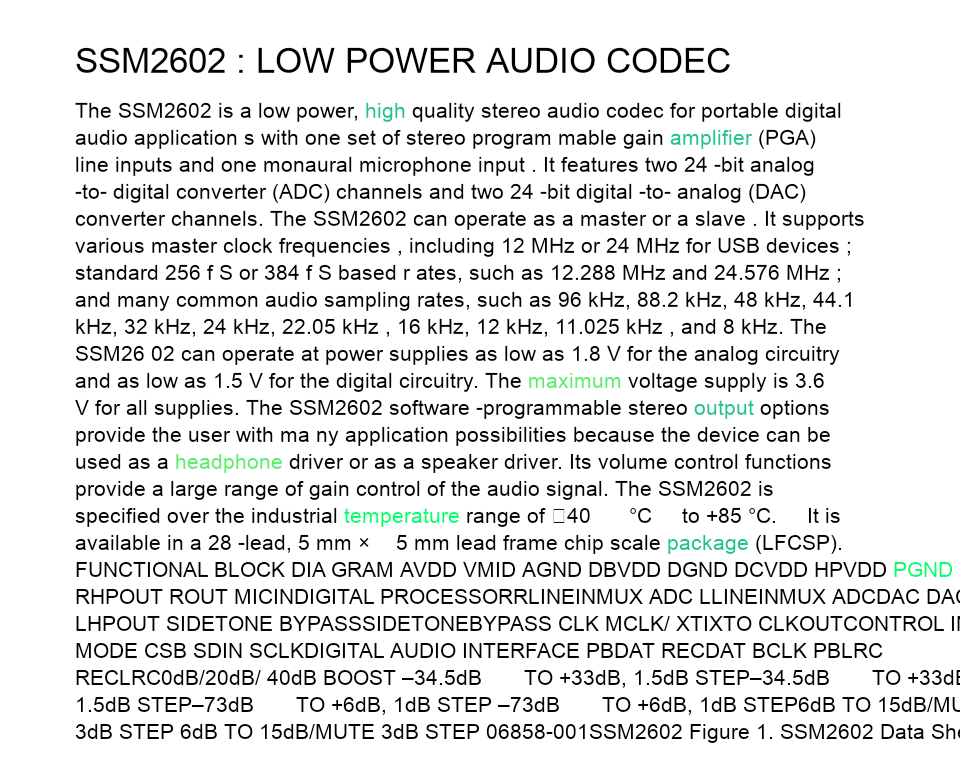 SSM2602 : LOW POWER AUDIO CODEC
The SSM2602 is a low power, high quality stereo audio codec for portable digital
audio application s with one set of stereo program mable gain amplifier (PGA)
line inputs and one monaural microphone input . It features two 24 -bit analog
-to- digital converter (ADC) channels and two 24 -bit digital -to- analog (DAC)
converter channels. The SSM2602 can operate as a master or a slave . It supports
various master clock frequencies , including 12 MHz or 24 MHz for USB devices ;
standard 256 f S or 384 f S based r ates, such as 12.288 MHz and 24.576 MHz ;
and many common audio sampling rates, such as 96 kHz, 88.2 kHz, 48 kHz, 44.1
kHz, 32 kHz, 24 kHz, 22.05 kHz , 16 kHz, 12 kHz, 11.025 kHz , and 8 kHz. The
SSM26 02 can operate at power supplies as low as 1.8 V for the analog circuitry
and as low as 1.5 V for the digital circuitry. The maximum voltage supply is 3.6
V for all supplies. The SSM2602 software -programmable stereo output options
provide the user with ma ny application possibilities because the device can be
used as a headphone driver or as a speaker driver. Its volume control functions
provide a large range of gain control of the audio signal. The SSM2602 is
specified over the industrial temperature range of □40 °C to +85 °C. It is
available in a 28 -lead, 5 mm × 5 mm lead frame chip scale package (LFCSP).
FUNCTIONAL BLOCK DIA GRAM AVDD VMID AGND DBVDD DGND DCVDD HPVDD PGND
RHPOUT ROUT MICINDIGITAL PROCESSORRLINEINMUX ADC LLINEINMUX ADCDAC DAC
LHPOUT SIDETONE BYPASSSIDETONEBYPASS CLK MCLK/ XTIXTO CLKOUTCONTROL
MODE CSB SDIN SCLKDIGITAL AUDIO INTERFACE PBDAT RECDAT BCLK PBLRC
RECLRC0dB/20dB/ 40dB BOOST –34.5dB TO +33dB, 1.5dB STEP–34.5dB TO +33dB
1.5dB STEP–73dB TO +6dB, 1dB STEP –73dB TO +6dB, 1dB STEP6dB TO
3dB STEP 6dB TO 15dB/MUTE 3dB STEP 06858-001SSM2602 Figure 1. SSM2602 Data